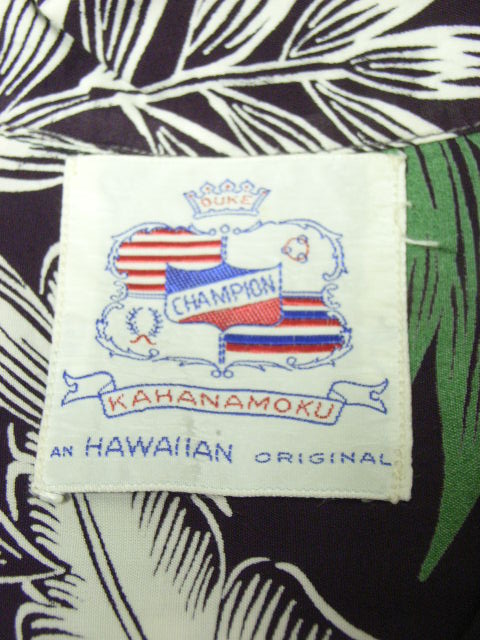 DUKE
CHAMPION
KAHANAMOKU
AN HAWAIIAN ORIGINAL